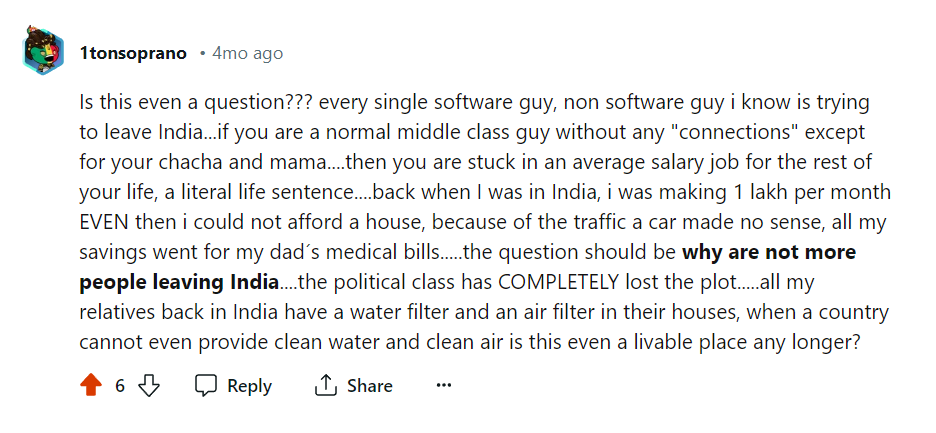 1tonsoprano • 4mo ago
Is this even a question??? every single software guy, non software guy i know is trying
to leave India...if you are a normal middle class guy without any "connections" except
for your chacha and mama....then you are stuck in an average salary job for the rest of
your life, a literal life sentence....back when I was in India, i was making 1 lakh per month
EVEN then i could not afford a house, because of the traffic a car made no sense, all my
savings went for my dad´s medical bills.....the question should be why are not more
people leaving India....the political class has COMPLETELY lost the plot.....all my
relatives back in India have a water filter and an air filter in their houses, when a country
cannot even provide clean water and clean air is this even a livable place any longer?
6 Reply Share ...